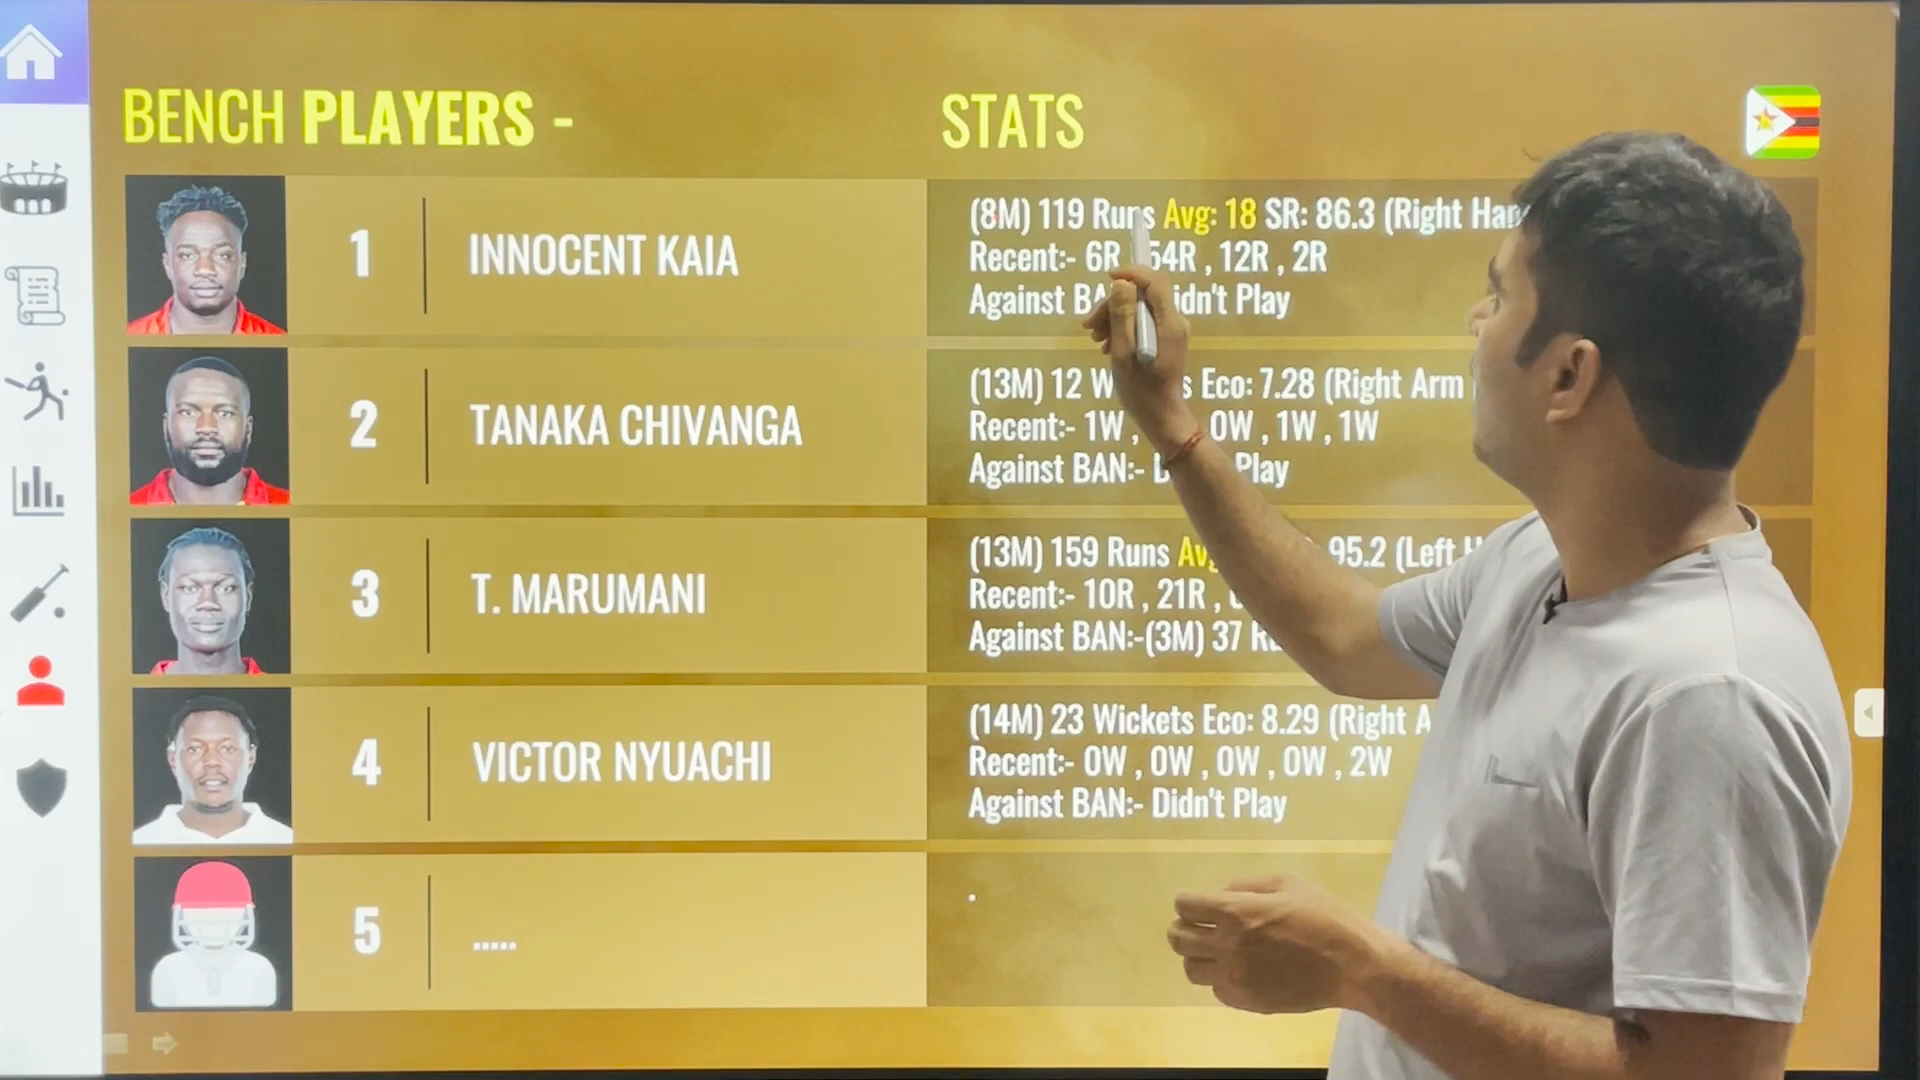 BENCH PLAYERS -
STATS
1
INNOCENT KAIA
(8M) 119 Runs Avg: 18 SR: 86.3 (Right
Recent:- 6R 54R , 12R , 2R
Against Play
2
TANAKA CHIVANGA
(13M) 12 Eco: 7.28 (Right Arm
Recent:- 1W , 0W , 1W , 1W
Against BAN:- Play
3
T. MARUMANI
(13M) 159 Runs 95.2 (Left
Recent:- 10R , 21R ,
Against BAN:-(3M) 37
4
VICTOR NYUACHI
(14M) 23 Wickets Eco: 8.29 (Right
Recent:- 0W , 0W , 0W , 0W , 2W
Against BAN:- Didn't Play
5
.....
.